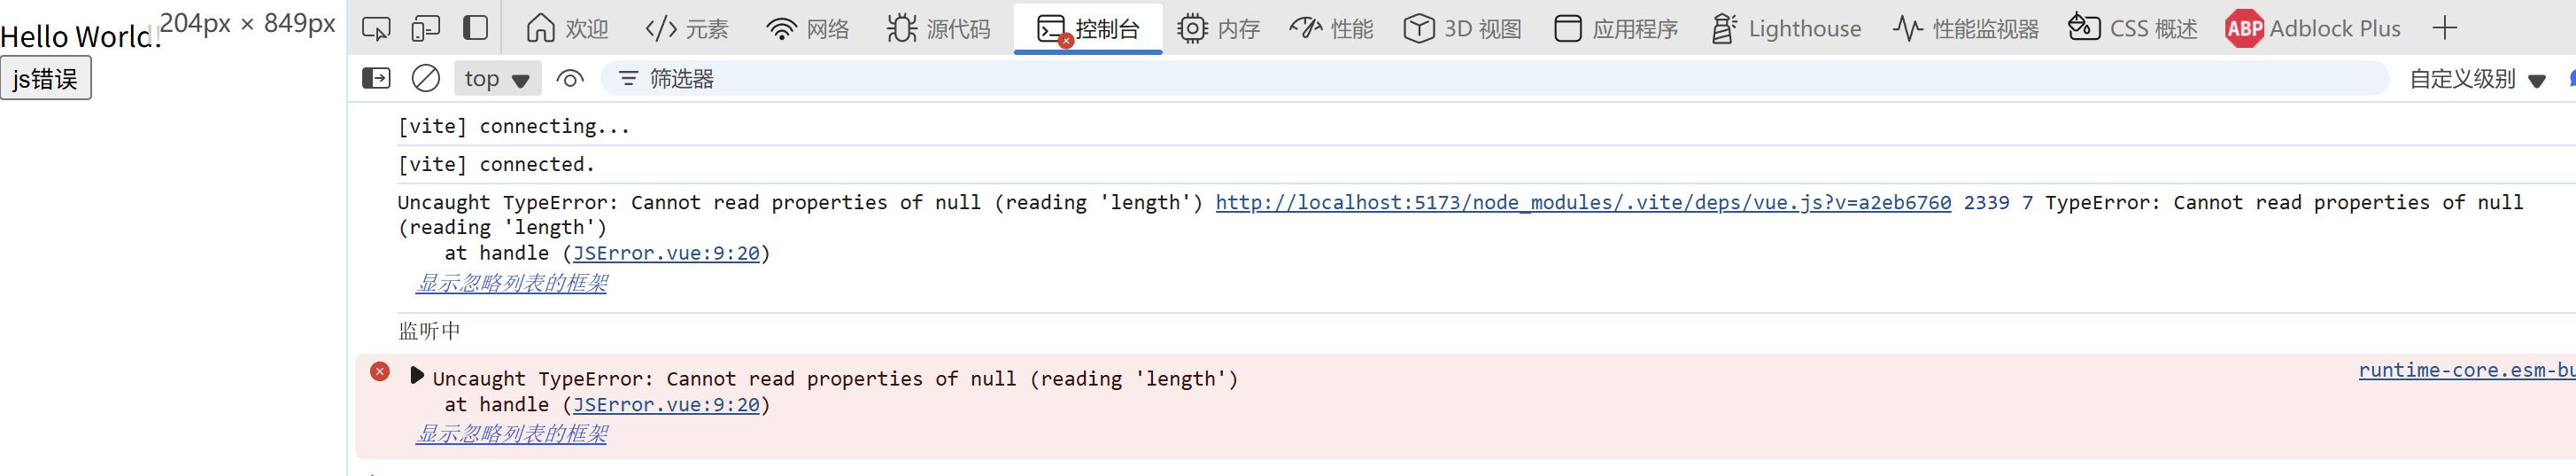 Hello World!
204px × 849px
js错误
欢迎
元素
网络
源代码
控制台
内存
性能
3D 视图
应用程序
Lighthouse
性能监视器
CSS 概述
ABP Adblock Plus
top
筛选器
自定义级别
[vite] connecting...
[vite] connected.
Uncaught TypeError: Cannot read properties of null (reading 'length') http://localhost:5173/node_modules/.vite/deps/vue.js?v=a2eb6760 2339 7 TypeError: Cannot read properties of null
(reading 'length')
at handle (JSError.vue:9:20)
显示忽略列表的框架
监听中
Uncaught TypeError: Cannot read properties of null (reading 'length')
runtime-core.esm-bu
at handle (JSError.vue:9:20)
显示忽略列表的框架